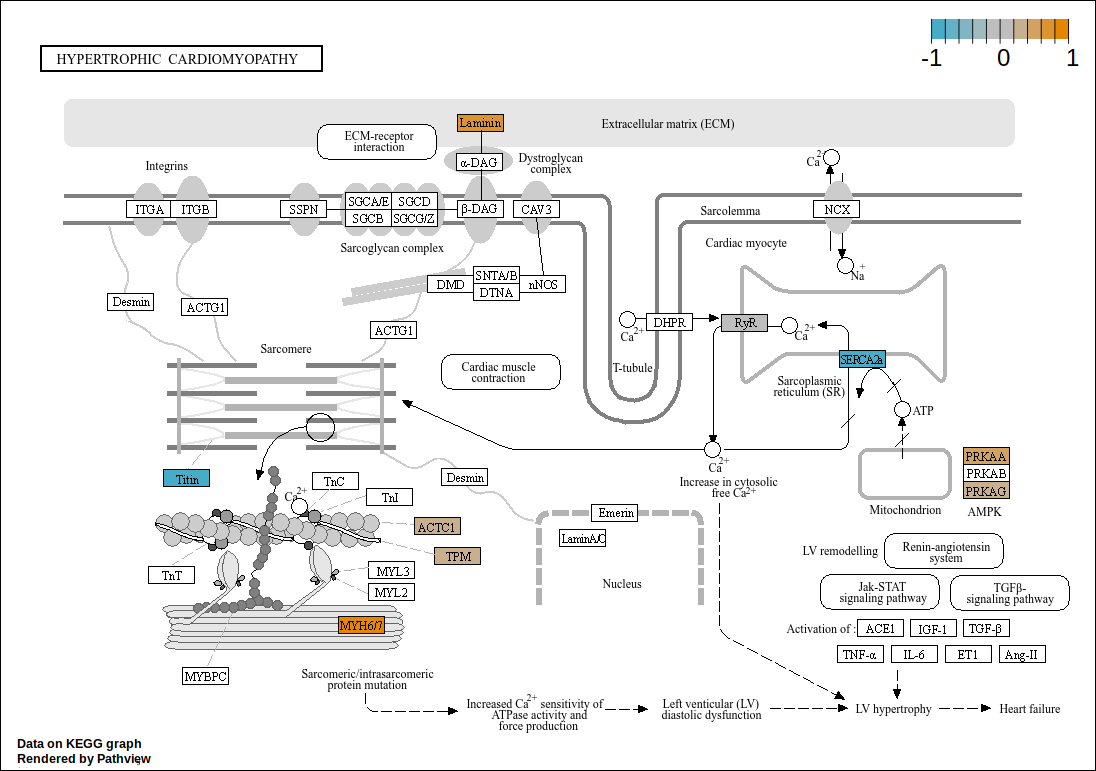 -1 0 1
HYPERTROPHIC CARDIOMYOPATHY
Laminin
Extracellular matrix (ECM)
ECM-receptor
interaction
α-DAG
Dystroglycan
complex
Ca2+
Integrins
ITGA
ITGB
SSPN
SGCA/E
SGCD
SGCB
SGCG/Z
β-DAG
CAV3
Sarcolemma
NCX
Sarcoglycan complex
Cardiac myocyte
Na+
DMD
SNTA/B
DTNA
nNOS
Desmin
ACTG1
ACTG1
Ca2+
DHPR
RyR
Ca2+
Sarcomere
SERCA2a
Cardiac muscle
contraction
T-tubule
Sarcoplasmic
reticulum (SR)
ATP
Titin
Ca2+
TnC
TnI
Desmin
Ca2+
Increase in cytosolic
free Ca2+
PRKAA
PRKAB
PRKAG
Mitochondrion
AMPK
ACTC1
TPM
Emerin
LaminA/C
Nucleus
TnT
MYL3
MYL2
MYH6/7
MYBPC
LV remodelling
Renin-angiotensin
system
Jak-STAT
signaling pathway
TGFβ-
signaling pathway
Activation of :
ACE1
IGF-1
TGF-β
TNF-α
IL-6
ET1
Ang-II
Sarcomeric/intrasarcomeric
protein mutation
Increased Ca2+ sensitivity of
ATPase activity and
force production
Left venticular (LV)
diastolic dysfunction
LV hypertrophy
Heart failure
Data on KEGG graph
Rendered by Pathview